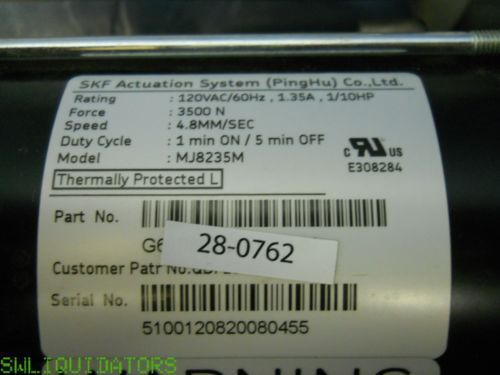 SKF Actuation System (PingHu) Co.,Ltd.
Rating : 120VAC/60Hz , 1.35A , 1/10HP
Force : 3500 N
Speed : 4.8MM/SEC
Duty Cycle : 1 min ON / 5 min OFF
Model : MJ8235M
C RU US
E308284
Thermally Protected L
Part No.
28-0762
Customer Patr No.:
Serial No.
5100120820080455
SWLIQUIDATORS